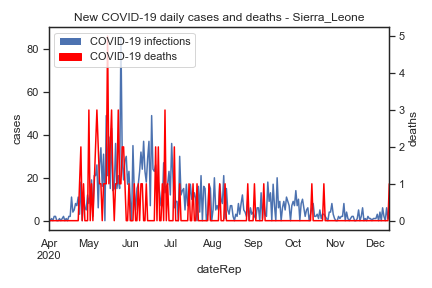 New COVID-19 daily cases and deaths - Sierra_Leone
COVID-19 infections
COVID-19 deaths
80
60
40
20
0
cases
5
4
3
2
1
0
deaths
Apr May Jun Jul Aug Sep Oct Nov Dec
2020
dateRep